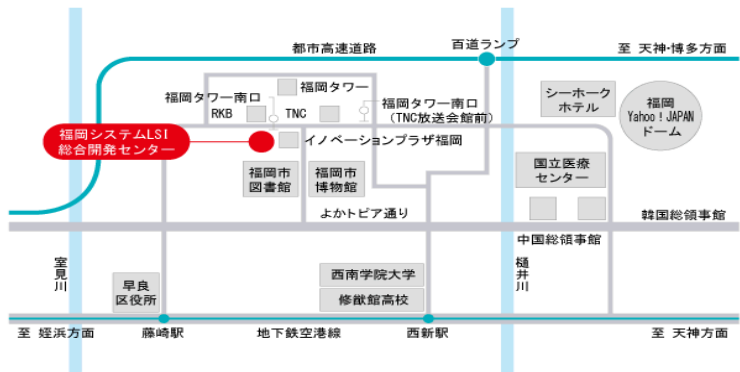 都市高速道路
百道ランプ
至 天神・博多方面
福岡タワー
福岡タワー南口
RKB
TNC
福岡タワー南口
（TNC放送会館前）
シーホーク
ホテル
福岡
Yahoo！JAPAN
ドーム
福岡システムLSI
総合開発センター
イノベーションプラザ福岡
福岡市
図書館
福岡市
博物館
国立医療
センター
よかトピア通り
韓国総領事館
中国総領事館
室見川
樋井川
早良
区役所
西南学院大学
修猷館高校
至 姪浜方面
藤崎駅
地下鉄空港線
西新駅
至 天神方面